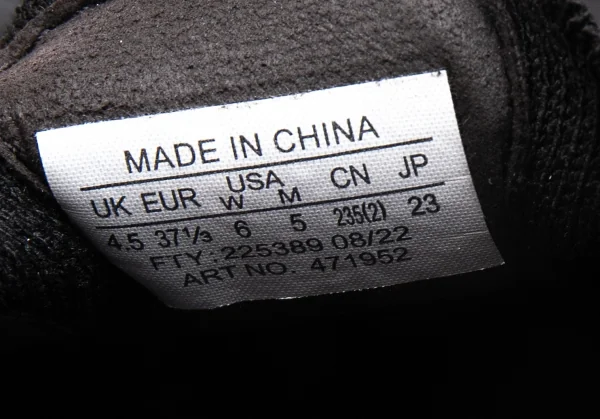 MADE IN CHINA
UK EUR USA CN JP
W M
4.5 37⅓ 6 5 235(2) 23
FTY: 225389 08/22
ART NO. 471952